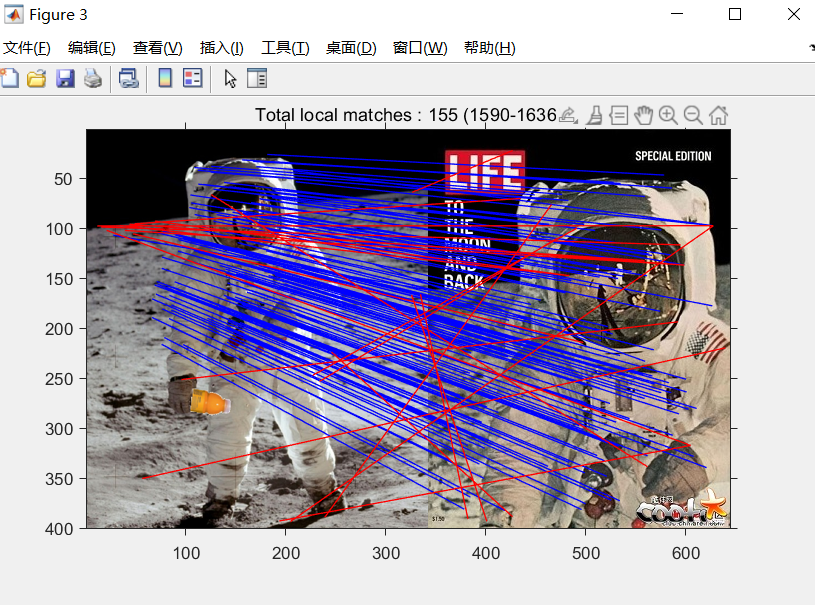 Figure 3
文件(F) 编辑(E) 查看(V) 插入(I) 工具(T) 桌面(D) 窗口(W) 帮助(H)
Total local matches : 155 (1590-1636
LIFE
SPECIAL EDITION
TO
THE
MOON
AND
BACK
$1.50
50
100
150
200
250
300
350
400
100 200 300 400 500 600